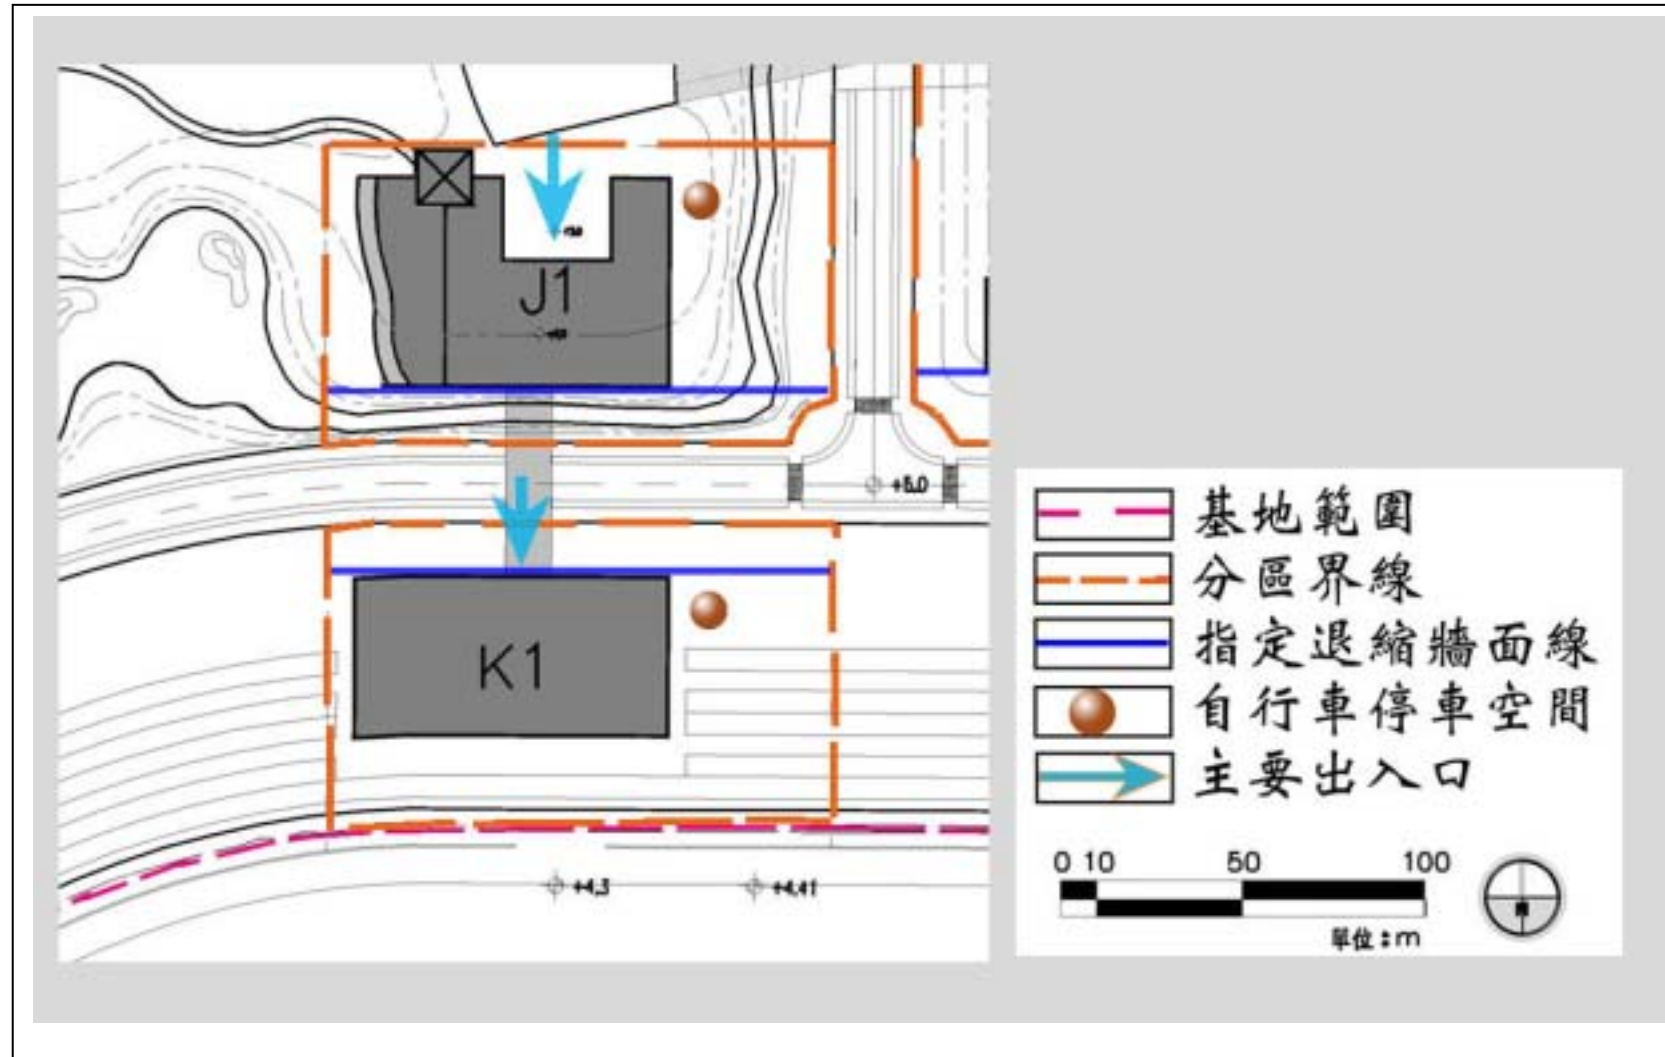 J1
+5.0
K1
+4.3
+4.41
基地範圍
分區界線
指定退縮牆面線
自行車停車空間
主要出入口
0 10 50 100
單位：m